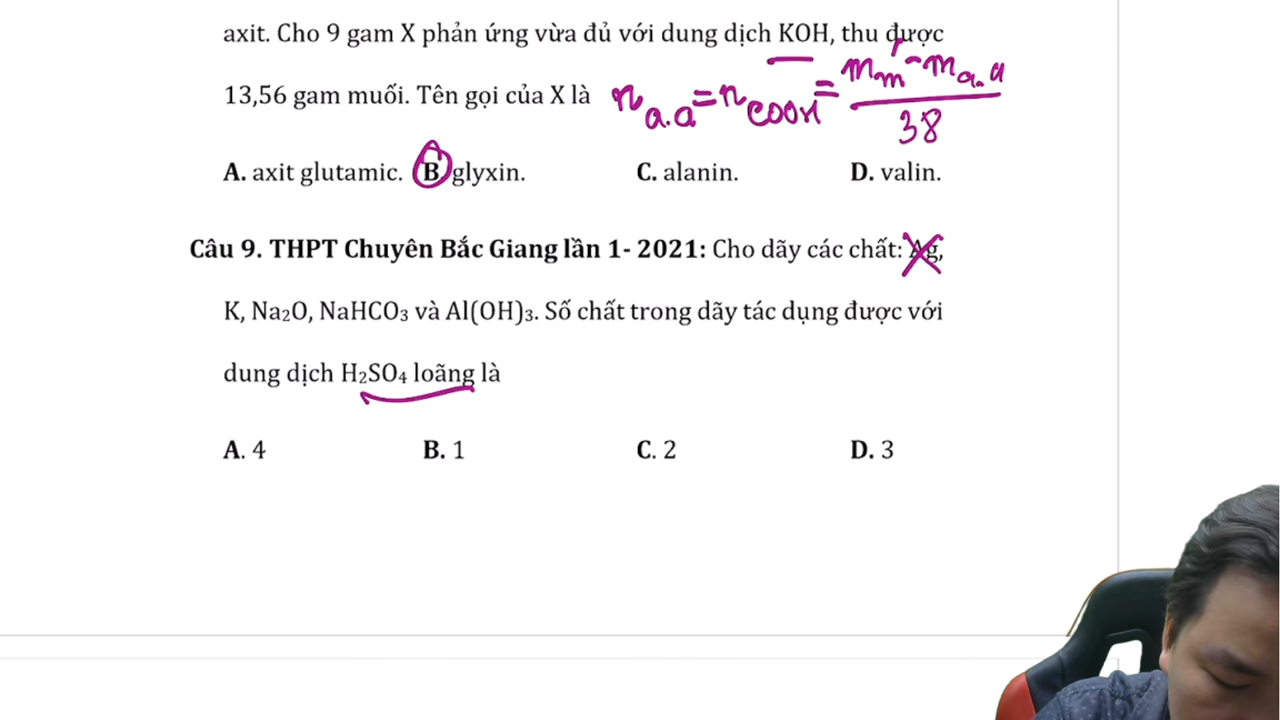 axit. Cho 9 gam X phản ứng vừa đủ với dung dịch KOH, thu được
13,56 gam muối. Tên gọi của X là n a.a = n COOH = m m' - m a.a / 38
A. axit glutamic. B. glyxin. C. alanin. D. valin.
Câu 9. THPT Chuyên Bắc Giang lần 1- 2021: Cho dãy các chất: Ag,
K, Na₂O, NaHCO₃ và Al(OH)₃. Số chất trong dãy tác dụng được với
dung dịch H₂SO₄ loãng là
A. 4 B. 1 C. 2 D. 3